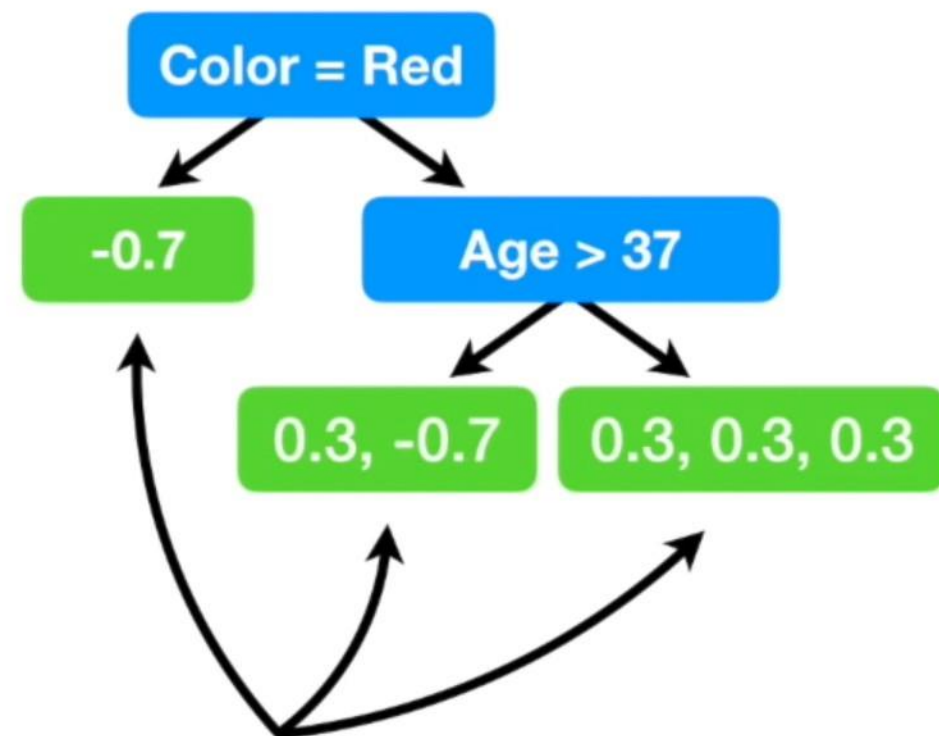 Color = Red
-0.7
Age > 37
0.3, -0.7
0.3, 0.3, 0.3